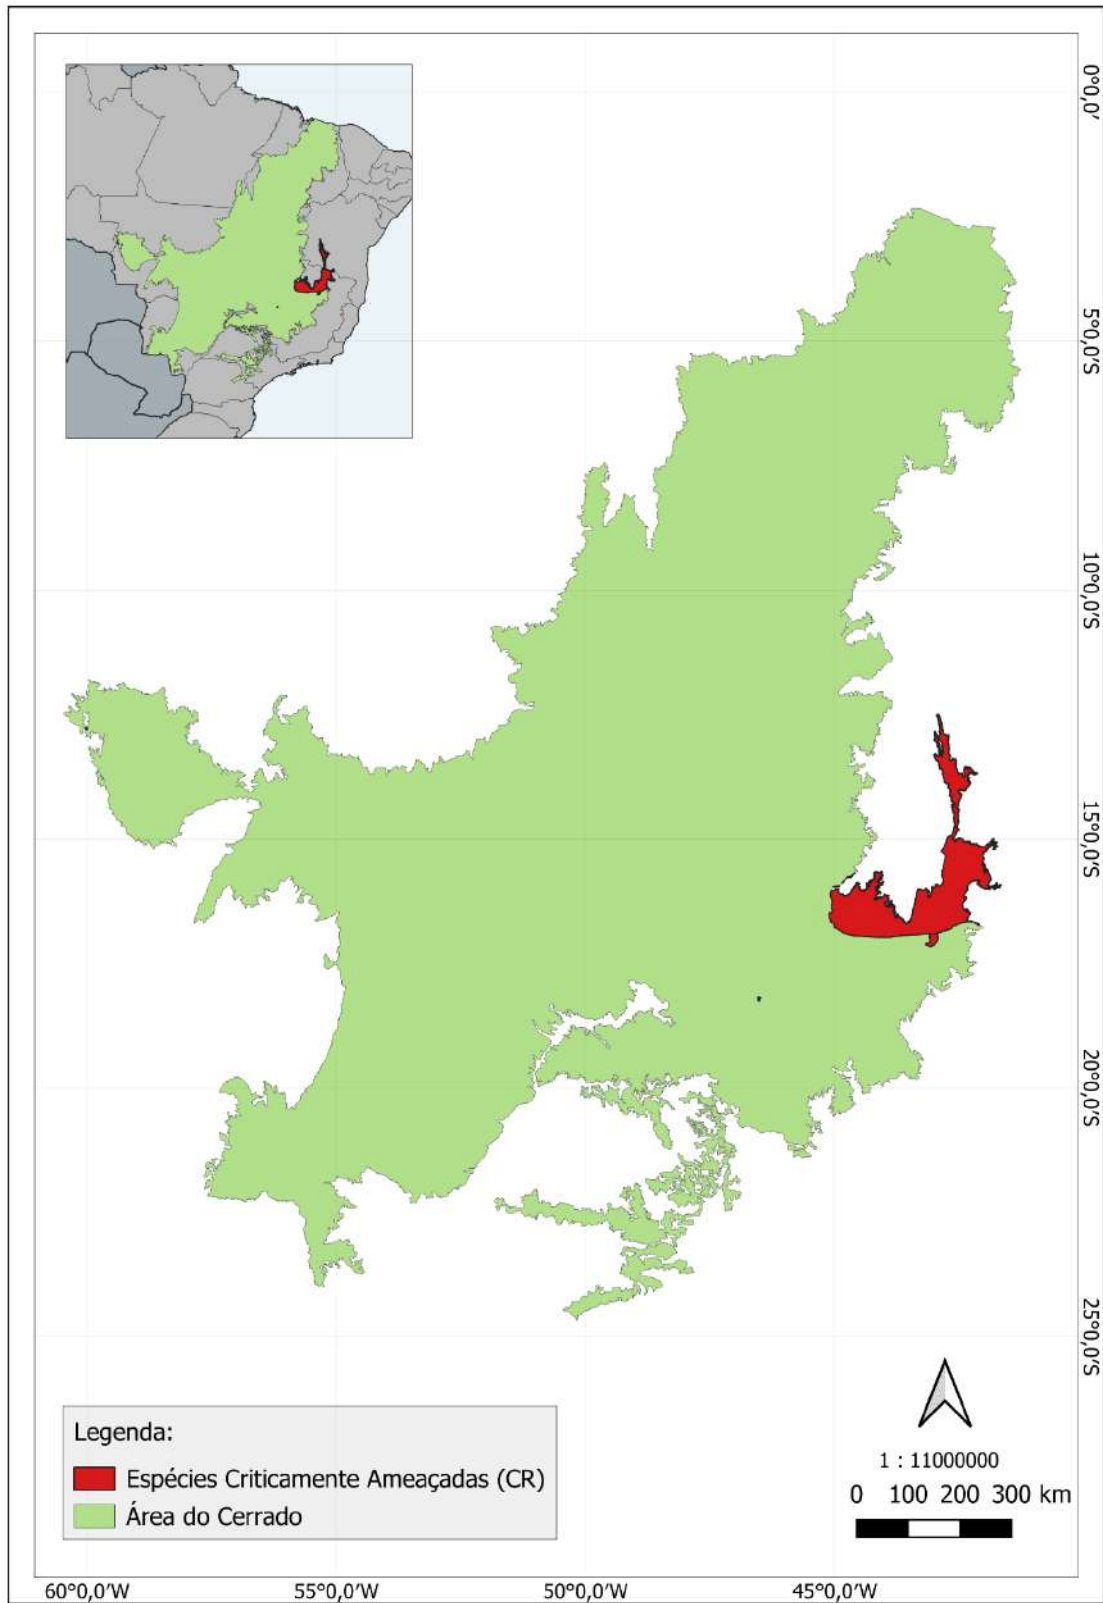 0°0,0'
5°0,0'S
10°0,0'S
15°0,0'S
20°0,0'S
25°0,0'S
Legenda:
Espécies Criticamente Ameaçadas (CR)
Área do Cerrado
1 : 11000000
0 100 200 300 km
60°0,0'W 55°0,0'W 50°0,0'W 45°0,0'W